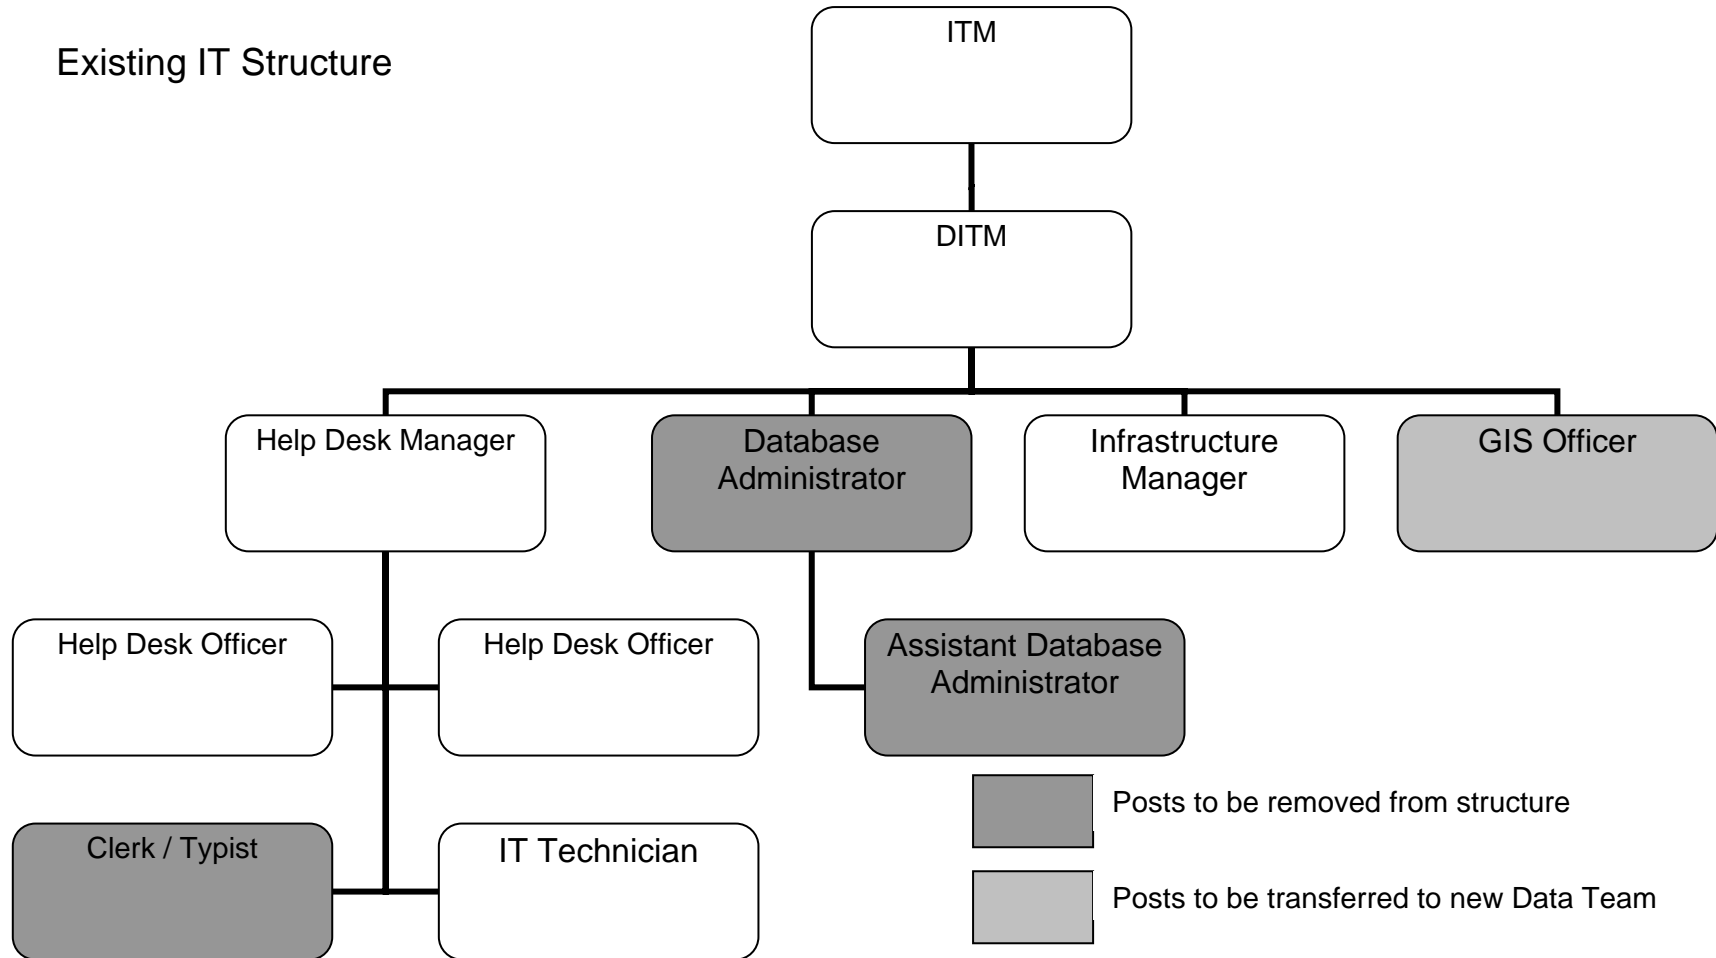 Existing IT Structure
ITM
DITM
Help Desk Manager
Database
Administrator
Infrastructure
Manager
GIS Officer
Help Desk Officer
Help Desk Officer
Assistant Database
Administrator
Clerk / Typist
IT Technician
Posts to be removed from structure
Posts to be transferred to new Data Team